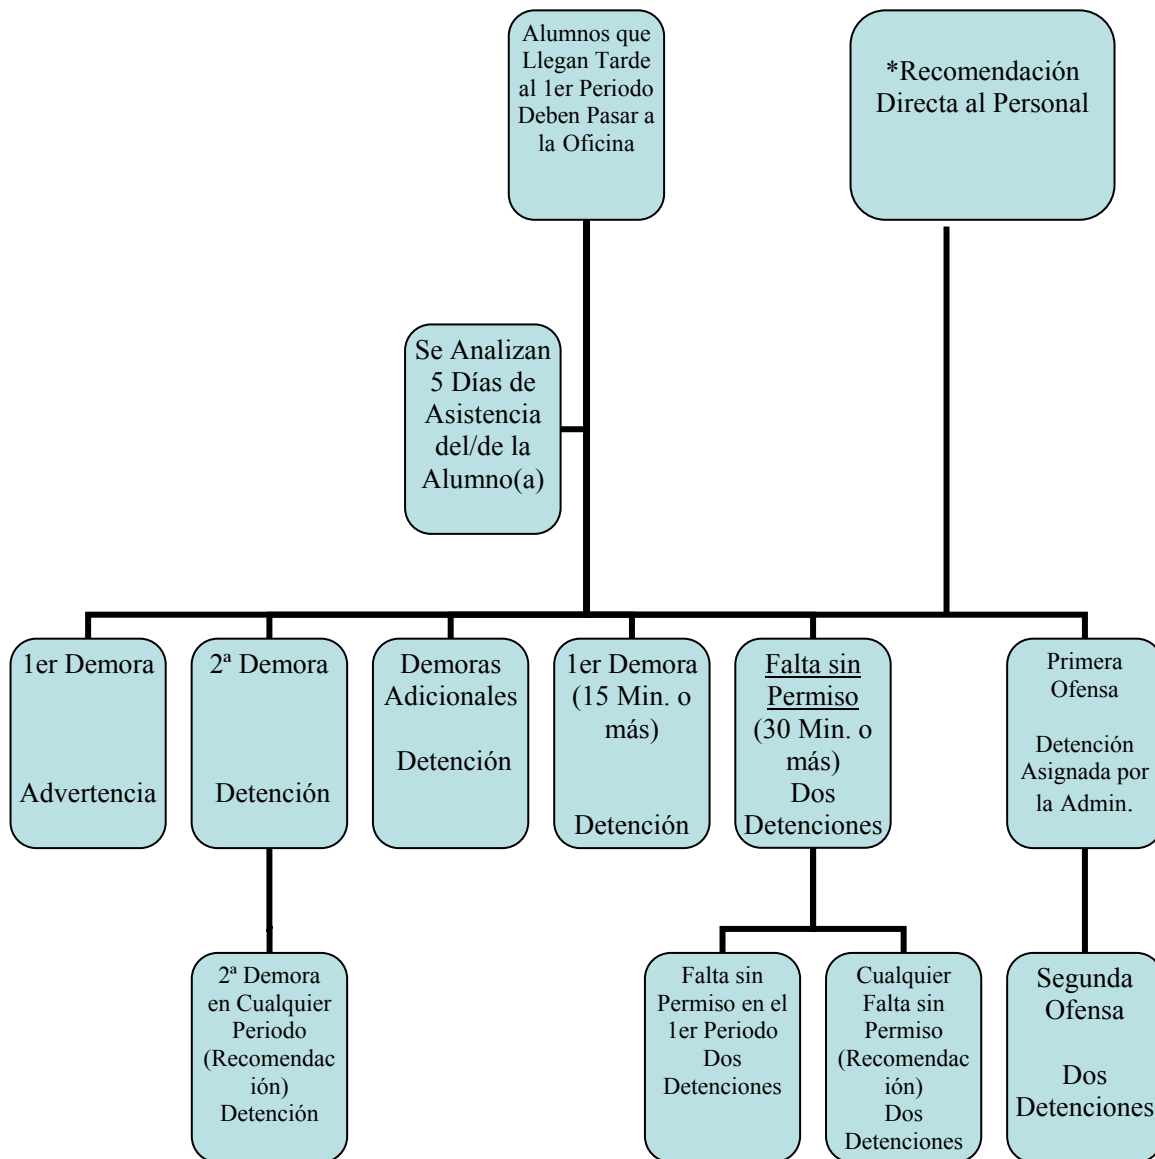 Alumnos que
Llegan Tarde
al 1er Periodo
Deben Pasar a
la Oficina
*Recomendación
Directa al Personal
Se Analizan
5 Días de
Asistencia
del/de la
Alumno(a)
1er Demora
Advertencia
2ª Demora
Detención
Demoras
Adicionales
Detención
1er Demora
(15 Min. o
más)
Detención
Falta sin
Permiso
(30 Min. o
más)
Dos
Detenciones
Primera
Ofensa
Detención
Asignada por
la Admin.
2ª Demora
en Cualquier
Periodo
(Recomendac
ión)
Detención
Falta sin
Permiso en el
1er Periodo
Dos
Detenciones
Cualquier
Falta sin
Permiso
(Recomendac
ión)
Dos
Detenciones
Segunda
Ofensa
Dos
Detenciones